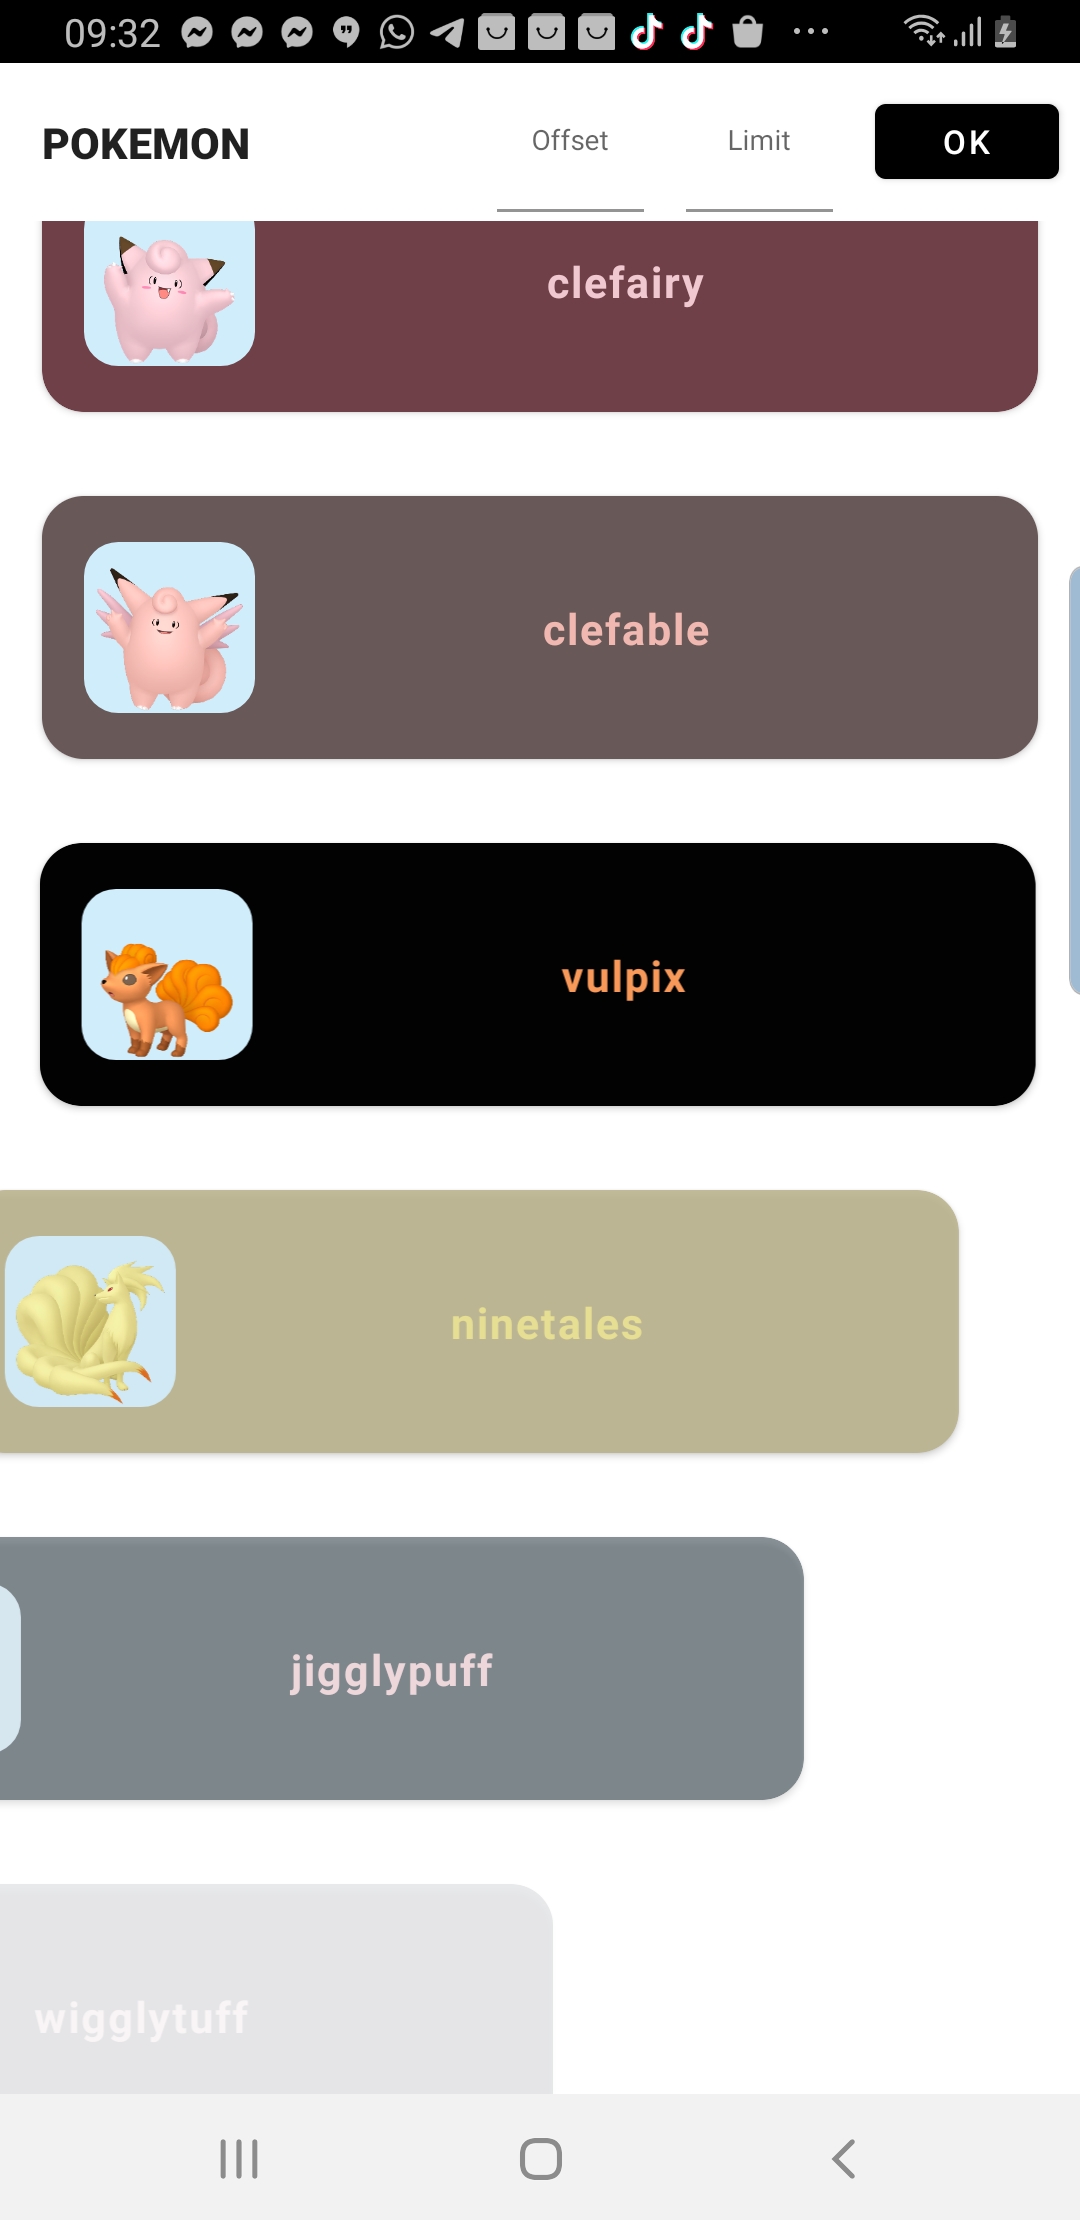 09:32
POKEMON
Offset
Limit
OK
clefairy
clefable
vulpix
ninetales
jigglypuff
wigglytuff